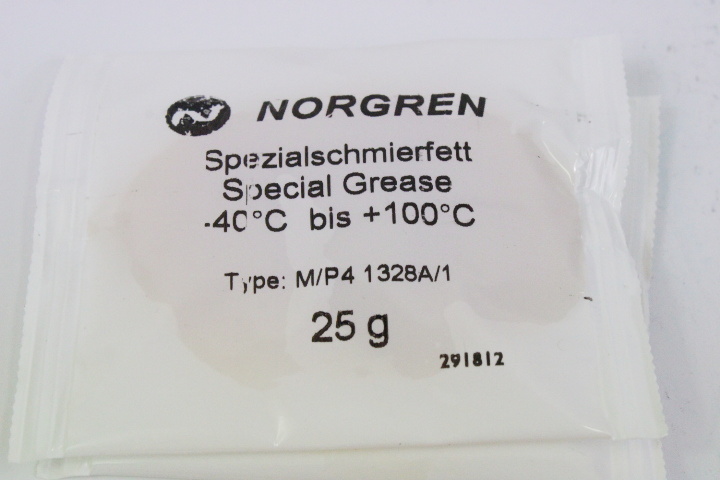 NORGREN
Spezialschmierfett
Special Grease
-40°C bis +100°C
Type: M/P4 1328A/1
25 g
291812